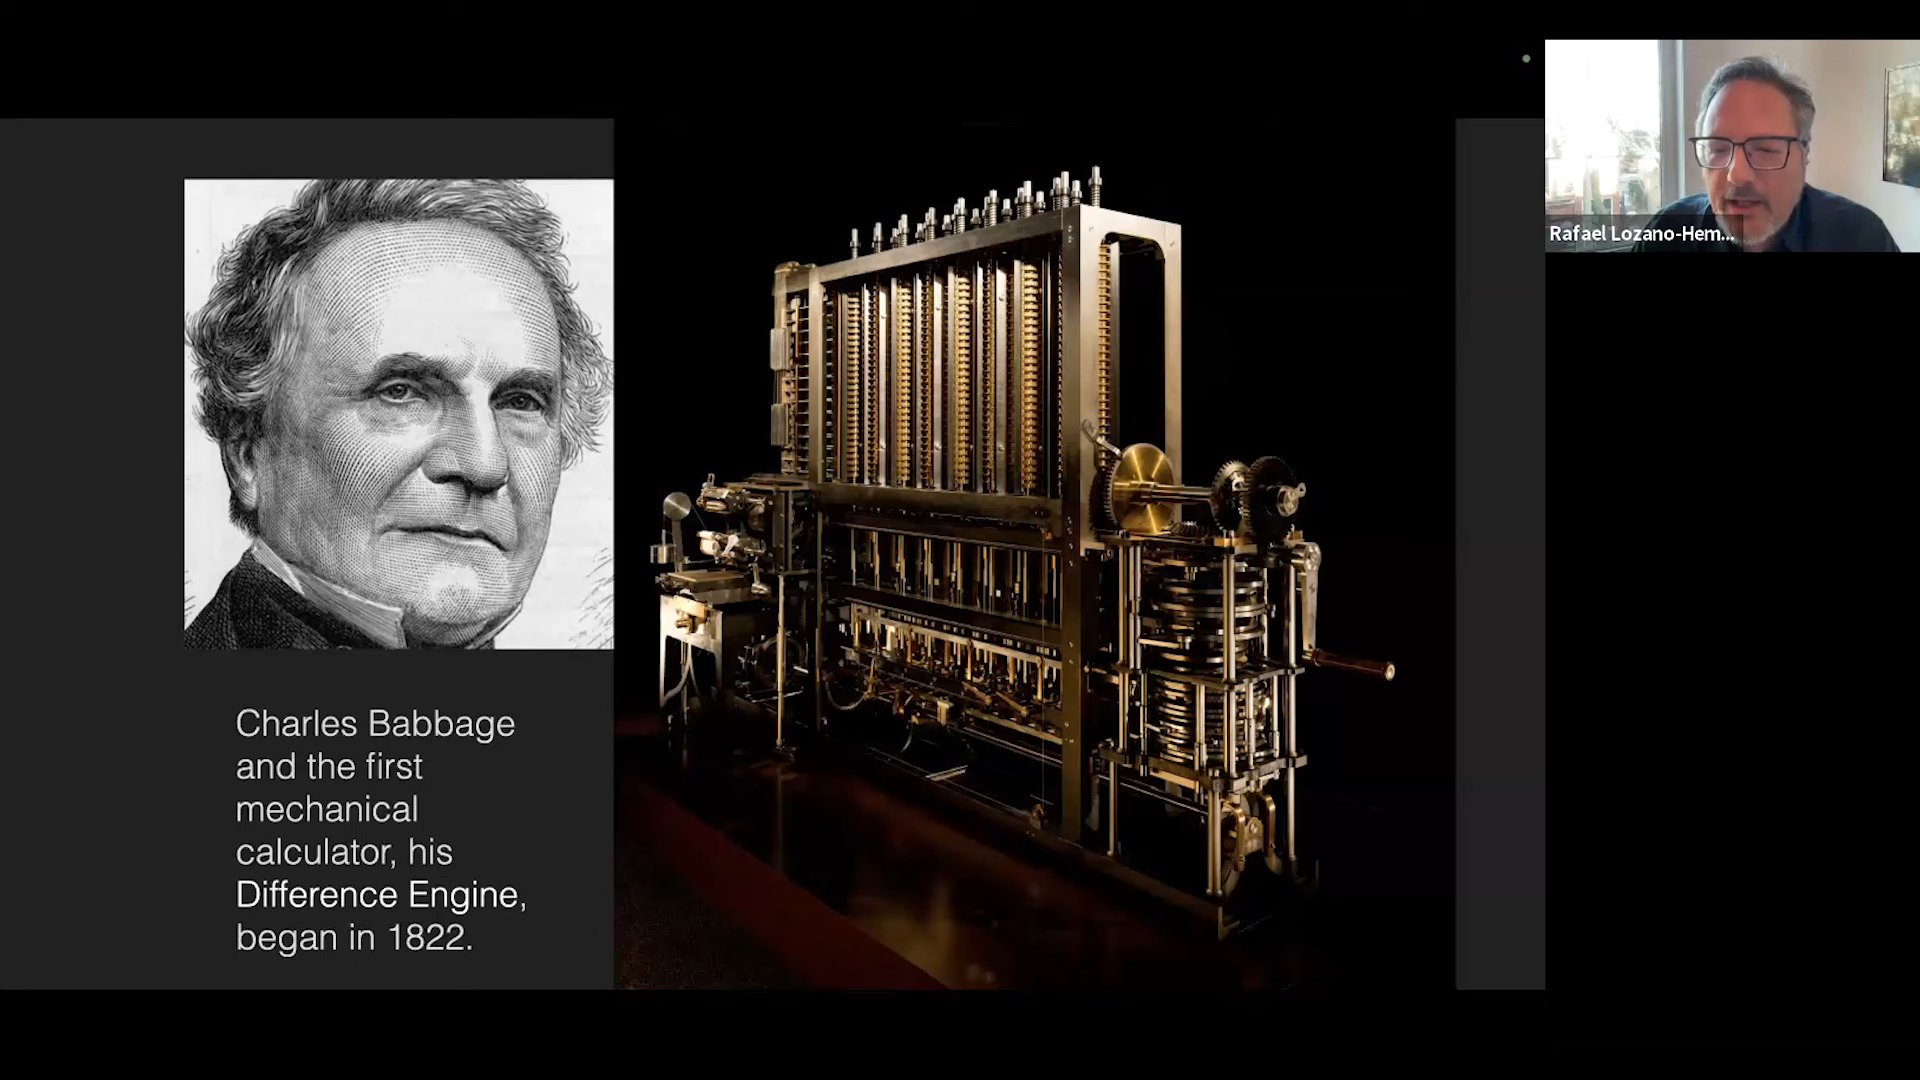 Rafael Lozano-Hem...
Charles Babbage
and the first
mechanical
calculator, his
Difference Engine,
began in 1822.